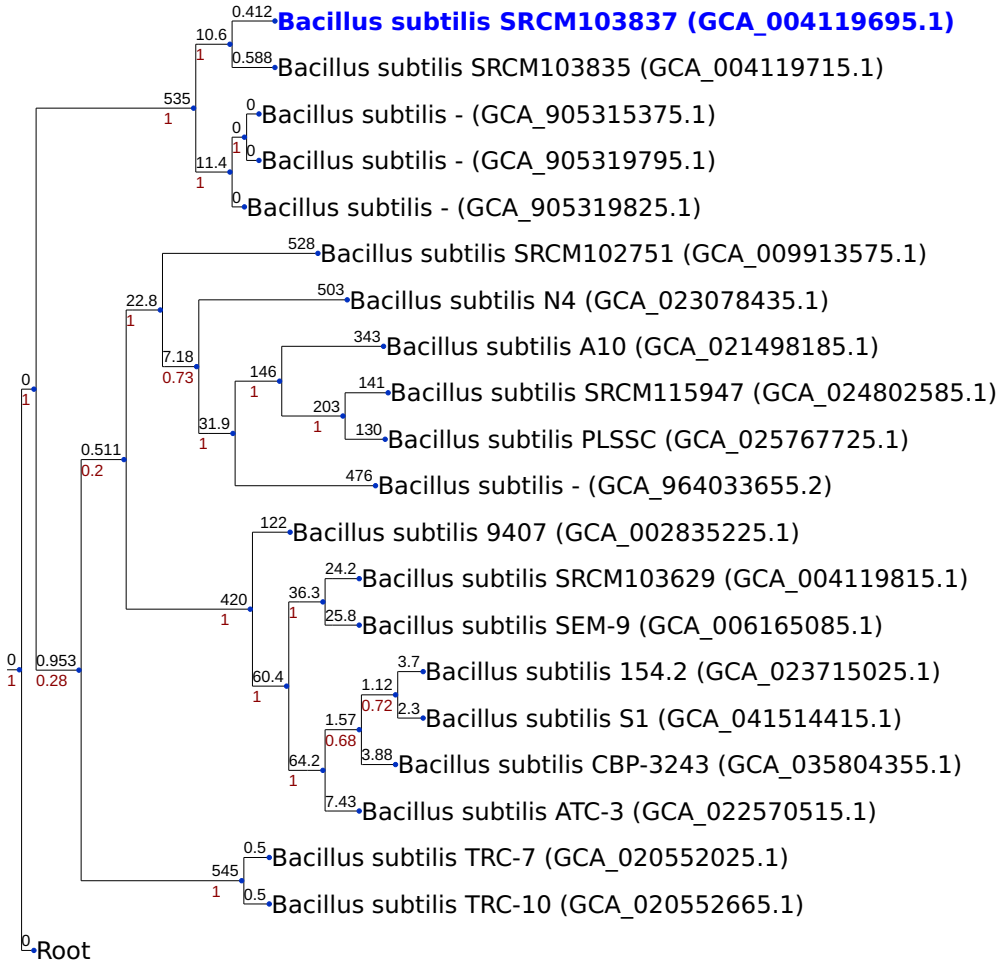 0.412
Bacillus subtilis SRCM103837 (GCA_004119695.1)
10.6
1
0.588
Bacillus subtilis SRCM103835 (GCA_004119715.1)
535
1
0
Bacillus subtilis - (GCA_905315375.1)
0
1
0
Bacillus subtilis - (GCA_905319795.1)
11.4
1
0
Bacillus subtilis - (GCA_905319825.1)
528
Bacillus subtilis SRCM102751 (GCA_009913575.1)
22.8
1
503
Bacillus subtilis N4 (GCA_023078435.1)
7.18
0.73
343
Bacillus subtilis A10 (GCA_021498185.1)
146
1
141
Bacillus subtilis SRCM115947 (GCA_024802585.1)
0
1
203
1
31.9
1
130
Bacillus subtilis PLSSC (GCA_025767725.1)
0.511
0.2
476
Bacillus subtilis - (GCA_964033655.2)
122
Bacillus subtilis 9407 (GCA_002835225.1)
24.2
Bacillus subtilis SRCM103629 (GCA_004119815.1)
420
1
36.3
1
25.8
Bacillus subtilis SEM-9 (GCA_006165085.1)
0
1
0.953
0.28
60.4
1
3.7
Bacillus subtilis 154.2 (GCA_023715025.1)
1.12
0.72
2.3
Bacillus subtilis S1 (GCA_041514415.1)
1.57
0.68
3.88
Bacillus subtilis CBP-3243 (GCA_035804355.1)
64.2
1
7.43
Bacillus subtilis ATC-3 (GCA_022570515.1)
0.5
Bacillus subtilis TRC-7 (GCA_020552025.1)
545
1
0.5
Bacillus subtilis TRC-10 (GCA_020552665.1)
0
Root